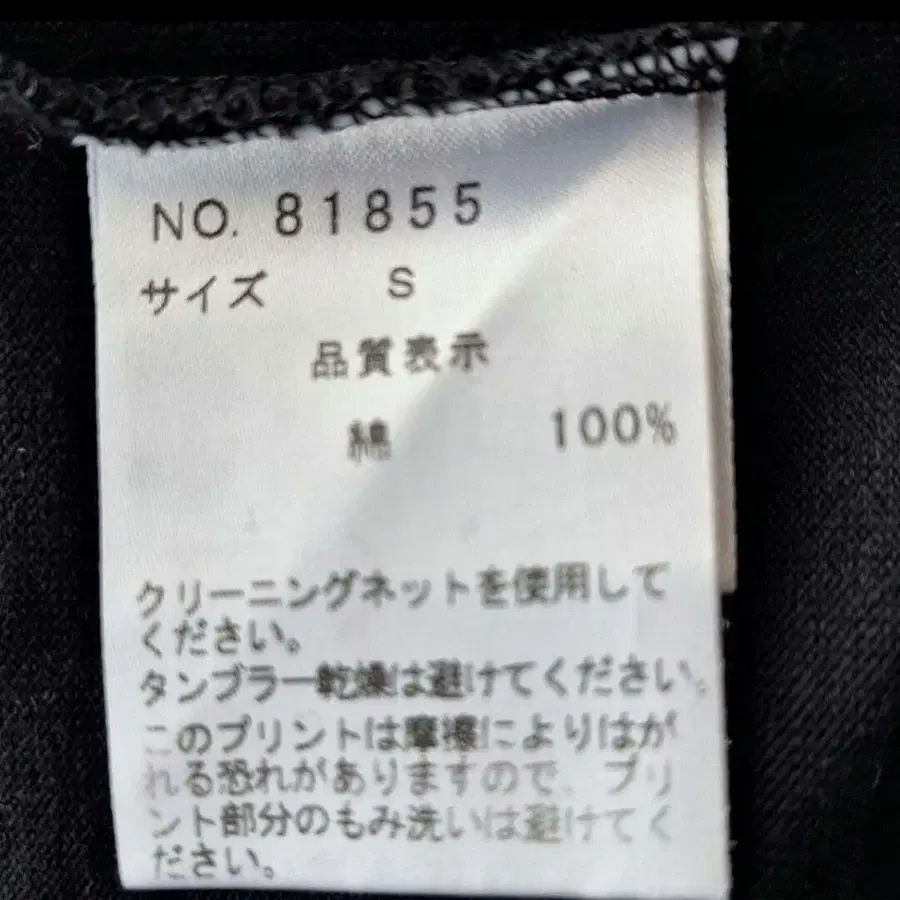 NO. 81855
サイズ S
品質表示
綿 100%
クリーニングネットを使用して
ください。
タンブラー乾燥は避けてください。
このプリントは摩擦によりはが
れる恐れがありますので、プリ
ント部分のもみ洗いは避けてく
ださい。